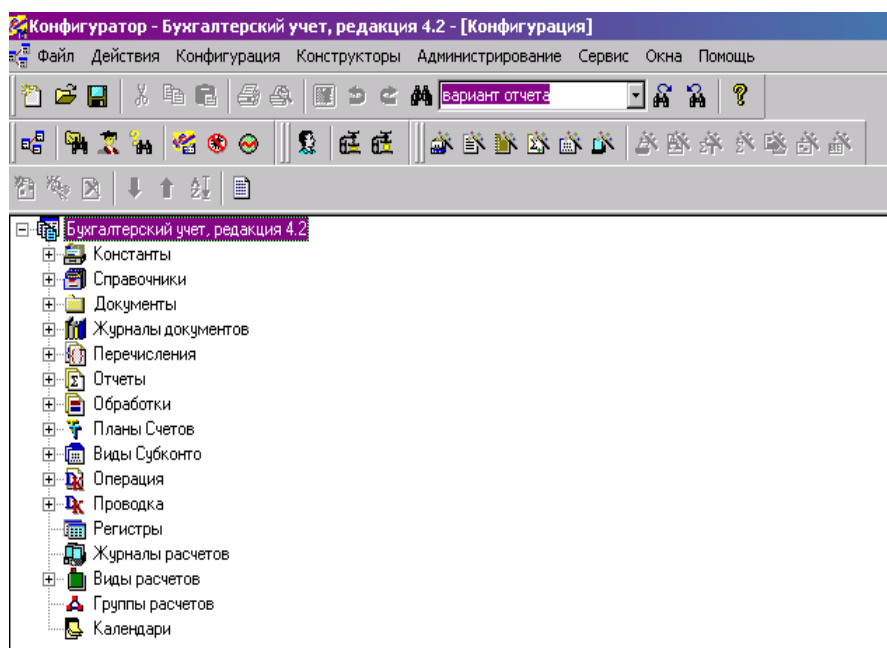 Конфигуратор - Бухгалтерский учет, редакция 4.2 - [Конфигурация]
Файл Действия Конфигурация Конструкторы Администрирование Сервис Окна Помощь
вариант отчета
Бухгалтерский учет, редакция 4.2
Константы
Справочники
Документы
Журналы документов
Перечисления
Отчеты
Обработки
Планы Счетов
Виды Субконто
Операция
Проводка
Регистры
Журналы расчетов
Виды расчетов
Группы расчетов
Календари